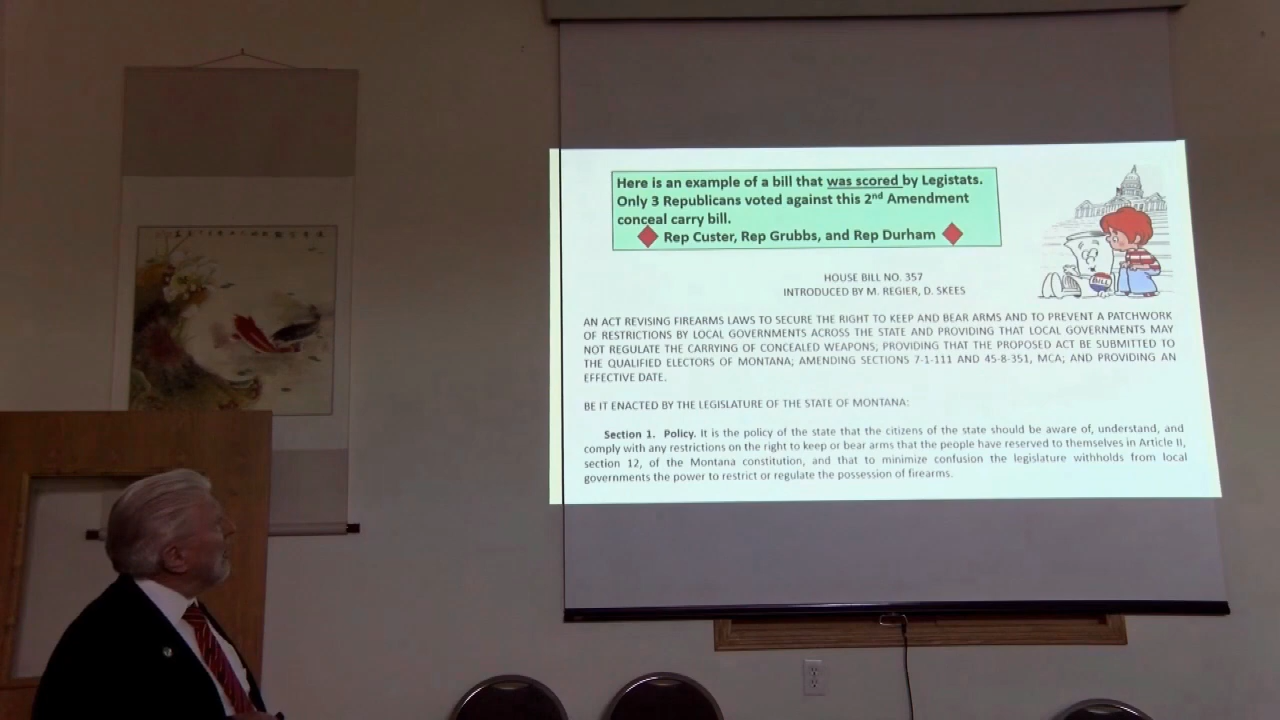 Here is an example of a bill that was scored by Legistats.
Only 3 Republicans voted against this 2nd Amendment
conceal carry bill.
Rep Custer, Rep Grubbs, and Rep Durham
HOUSE BILL NO. 357
INTRODUCED BY M. REGIER, D. SKEES
BILL
AN ACT REVISING FIREARMS LAWS TO SECURE THE RIGHT TO KEEP AND BEAR ARMS AND TO PREVENT A PATCHWORK
OF RESTRICTIONS BY LOCAL GOVERNMENTS ACROSS THE STATE AND PROVIDING THAT LOCAL GOVERNMENTS MAY
NOT REGULATE THE CARRYING OF CONCEALED WEAPONS; PROVIDING THAT THE PROPOSED ACT BE SUBMITTED TO
THE QUALIFIED ELECTORS OF MONTANA; AMENDING SECTIONS 7-1-111 AND 45-8-351, MCA; AND PROVIDING AN
EFFECTIVE DATE.
BE IT ENACTED BY THE LEGISLATURE OF THE STATE OF MONTANA:
Section 1. Policy. It is the policy of the state that the citizens of the state should be aware of, understand, and
comply with any restrictions on the right to keep or bear arms that the people have reserved to themselves in Article II,
section 12, of the Montana constitution, and that to minimize confusion the legislature withholds from local
governments the power to restrict or regulate the possession of firearms.